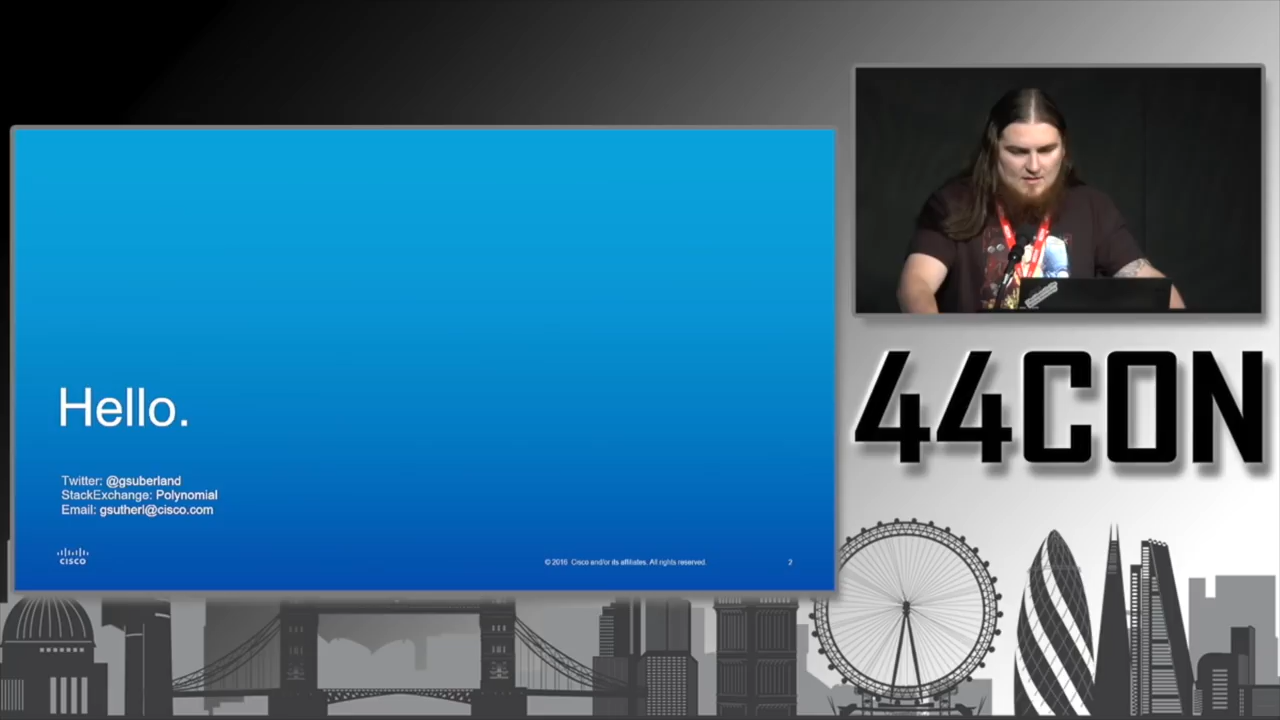 Hello.
Twitter: @gsuberland
StackExchange: Polynomial
Email: gsutherl@cisco.com
CISCO
© 2016 Cisco and/or its affiliates. All rights reserved.
2
44CON